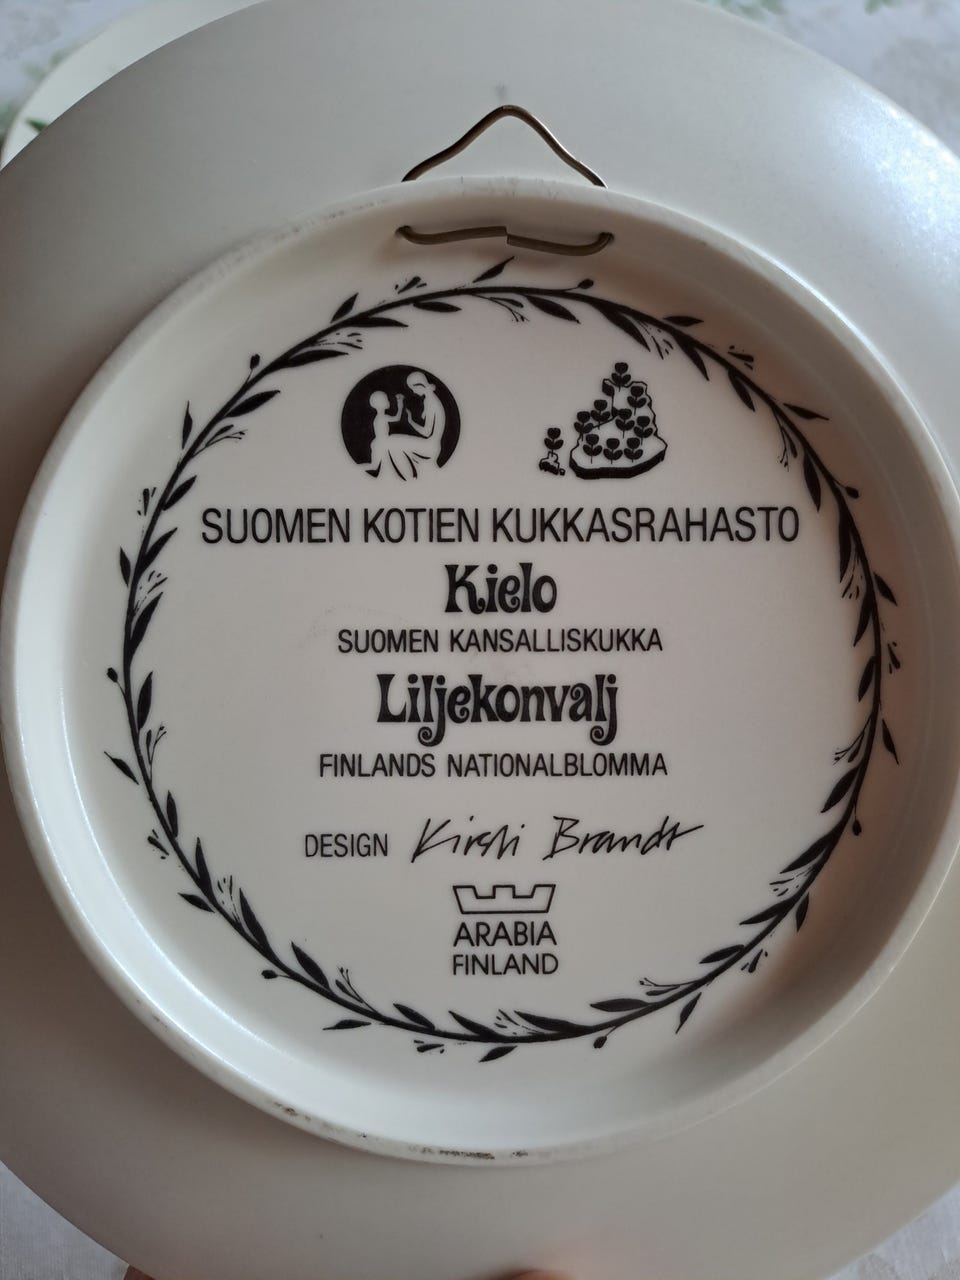 SUOMEN KOTIEN KUKKASRAHASTO
Kielo
SUOMEN KANSALLISKUKKA
Liljekonvalj
FINLANDS NATIONALBLOMMA
DESIGN Kirsti Brandt
ARABIA
FINLAND